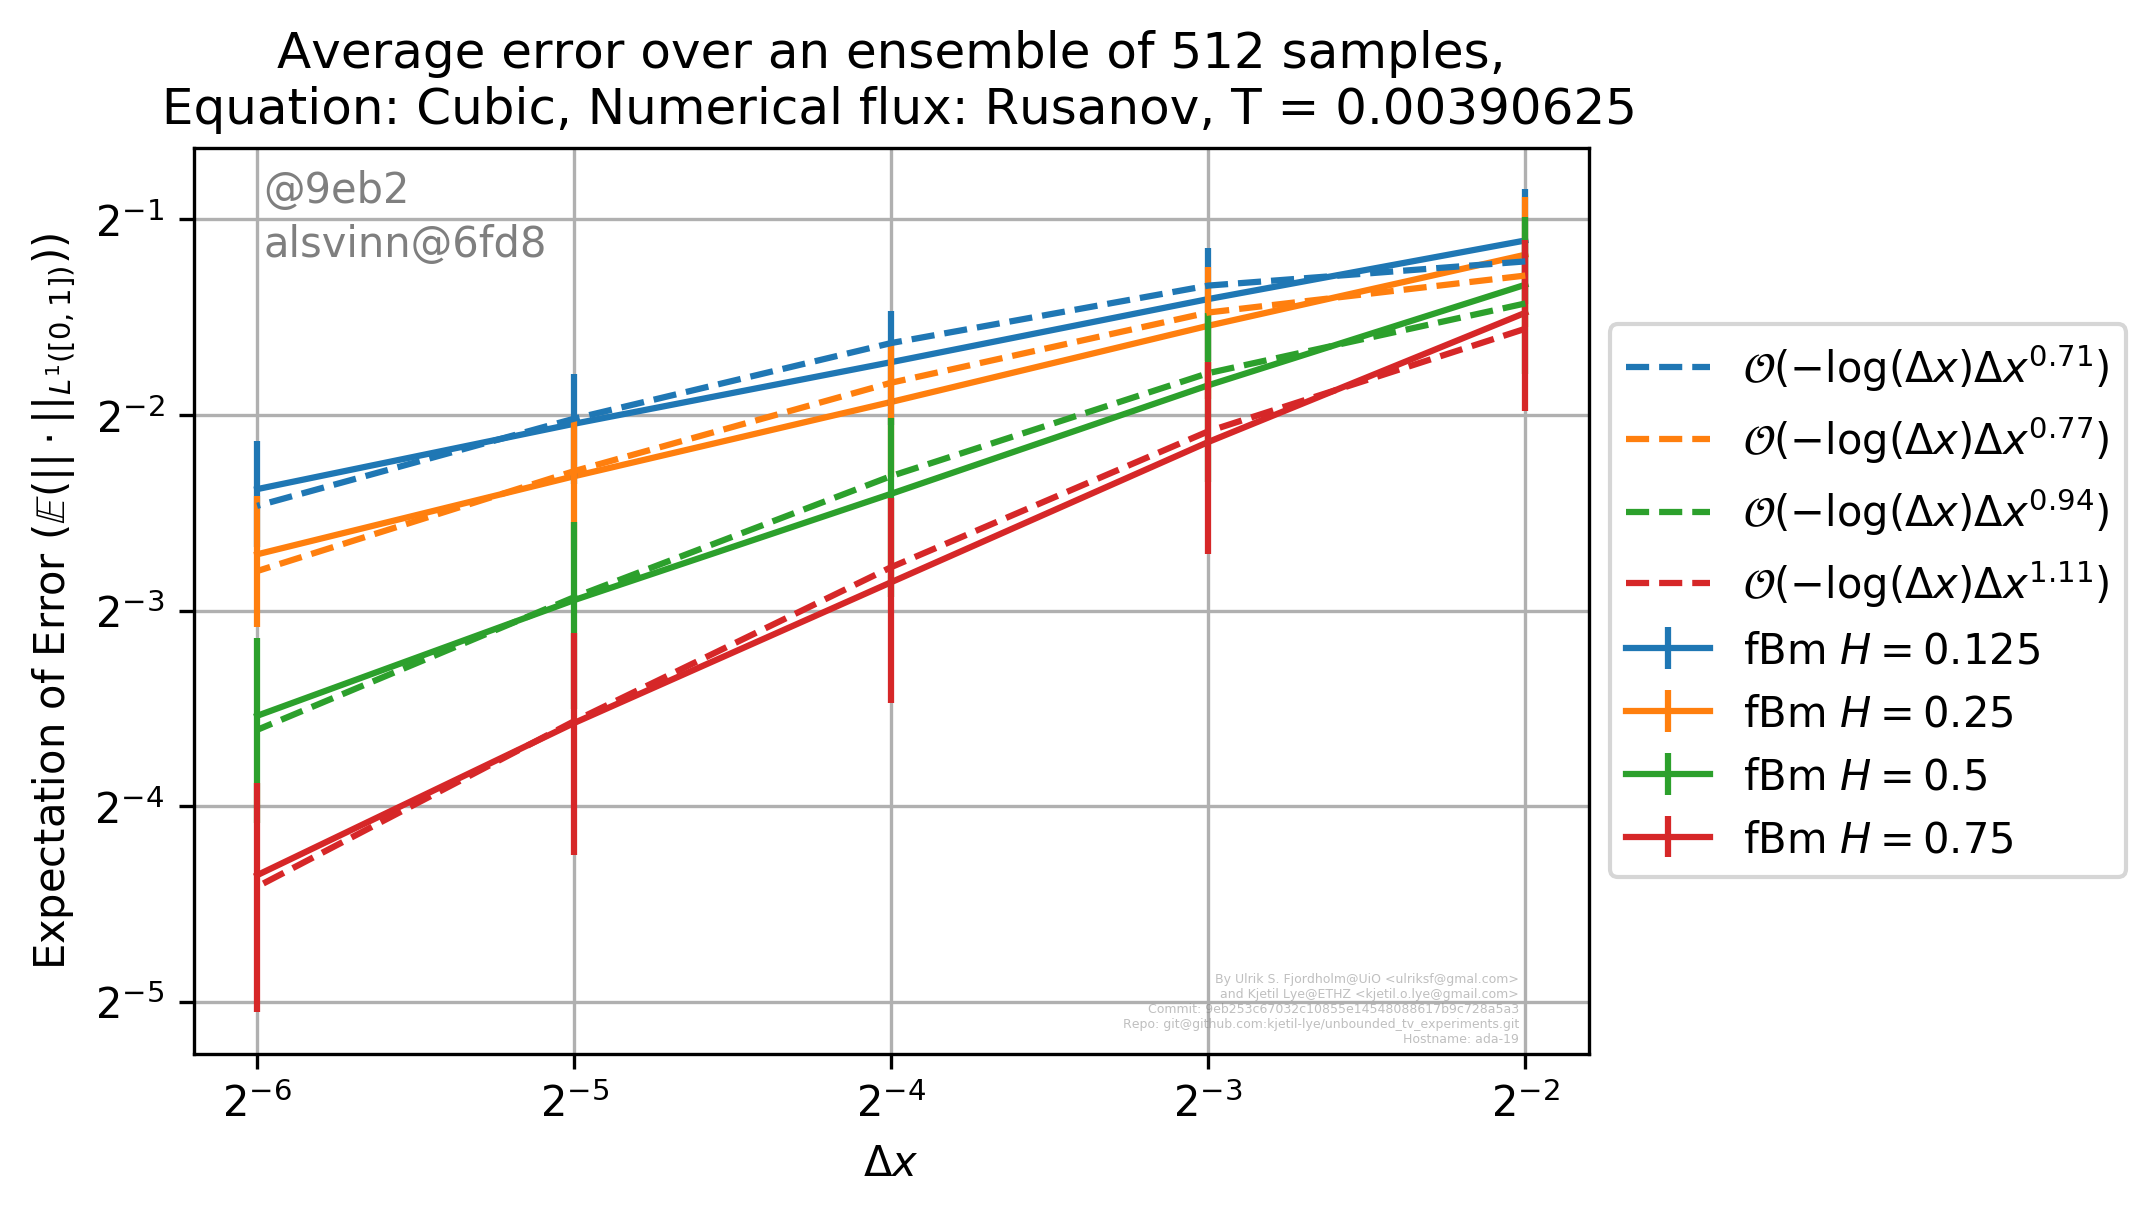 Average error over an ensemble of 512 samples,
Equation: Cubic, Numerical flux: Rusanov, T = 0.00390625
@9eb2
alsvinn@6fd8
Expectation of Error (𝔼(||·||_{L^1([0,1])}))
2^{−1}
2^{−2}
2^{−3}
2^{−4}
2^{−5}
2^{−6}
2^{−5}
2^{−4}
2^{−3}
2^{−2}
Δx
𝒪(−log(Δx)Δx^{0.71})
𝒪(−log(Δx)Δx^{0.77})
𝒪(−log(Δx)Δx^{0.94})
𝒪(−log(Δx)Δx^{1.11})
fBm H = 0.125
fBm H = 0.25
fBm H = 0.5
fBm H = 0.75
By Ulrik S. Fjordholm@UiO <ulriksf@gmal.com>
and Kjetil Lye@ETHZ <kjetil.o.lye@gmail.com>
Commit: 9eb253c67032c10855e14548088617b9c728a5a3
Repo: git@github.com:kjetil-lye/unbounded_tv_experiments.git
Hostname: ada-19